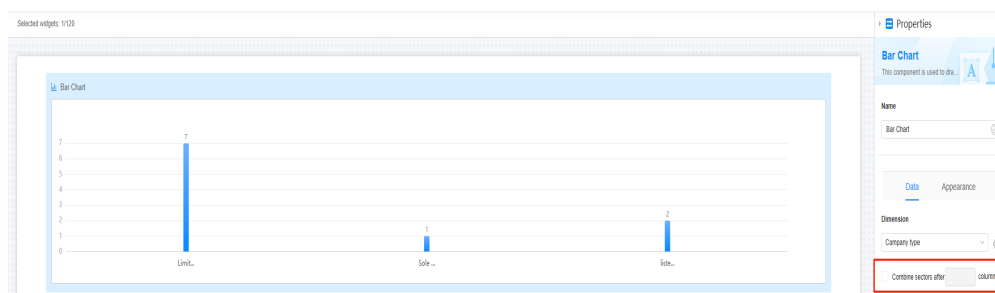 Selected widgets: 1/120
Properties
Bar Chart
This component is used to dra...
A
Name
Bar Chart
Data Appearance
Dimension
Company type
Combine sectors after column
Bar Chart
7
6
5
4
3
2
1
0
7
1
2
Limit...
Sole ...
liste...